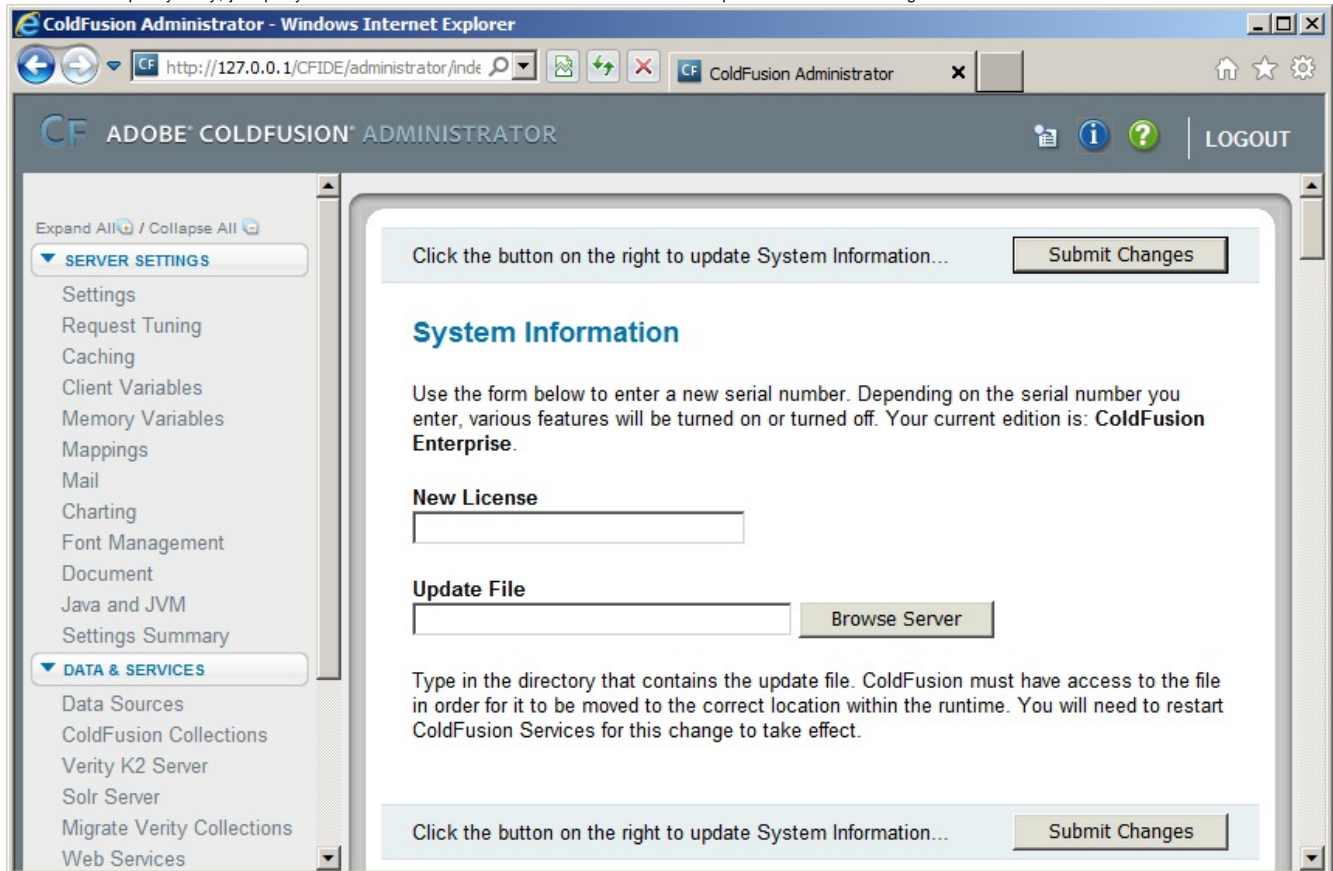 ColdFusion Administrator - Windows Internet Explorer
http://127.0.0.1/CFIDE/administrator/inde
CF ColdFusion Administrator
CF ADOBE® COLDFUSION® ADMINISTRATOR
LOGOUT
Expand All / Collapse All
SERVER SETTINGS
Settings
Request Tuning
Caching
Client Variables
Memory Variables
Mappings
Mail
Charting
Font Management
Document
Java and JVM
Settings Summary
DATA & SERVICES
Data Sources
ColdFusion Collections
Verity K2 Server
Solr Server
Migrate Verity Collections
Web Services
Click the button on the right to update System Information...
Submit Changes
System Information
Use the form below to enter a new serial number. Depending on the serial number you
enter, various features will be turned on or turned off. Your current edition is: ColdFusion
Enterprise.
New License
Update File
Browse Server
Type in the directory that contains the update file. ColdFusion must have access to the file
in order for it to be moved to the correct location within the runtime. You will need to restart
ColdFusion Services for this change to take effect.
Click the button on the right to update System Information...
Submit Changes